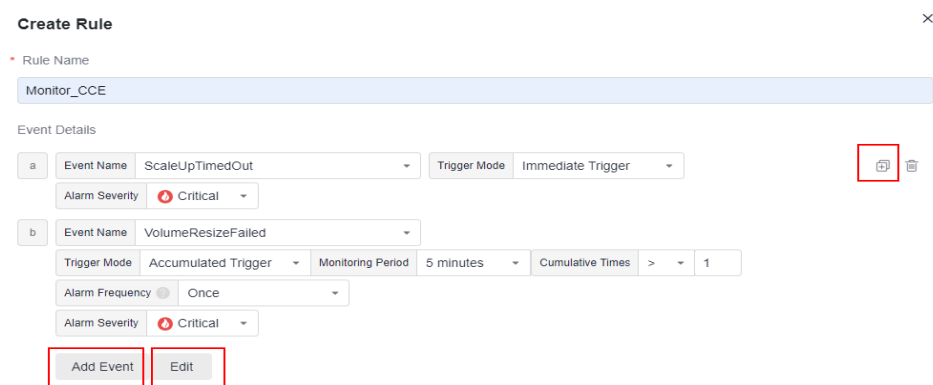 Create Rule
* Rule Name
Monitor_CCE
Event Details
a Event Name ScaleUpTimedOut Trigger Mode Immediate Trigger
Alarm Severity Critical
b Event Name VolumeResizeFailed
Trigger Mode Accumulated Trigger Monitoring Period 5 minutes Cumulative Times > 1
Alarm Frequency ? Once
Alarm Severity Critical
Add Event Edit